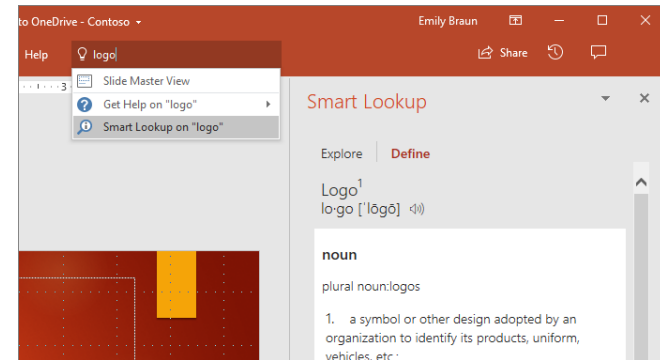 to OneDrive - Contoso
Emily Braun
Help
logo
Share
3
Slide Master View
Get Help on "logo"
Smart Lookup on "logo"
Smart Lookup
Explore
Define
Logo1
lo·go ['lōgō]
noun
plural noun:logos
1. a symbol or other design adopted by an
organization to identify its products, uniform,
vehicles, etc.: